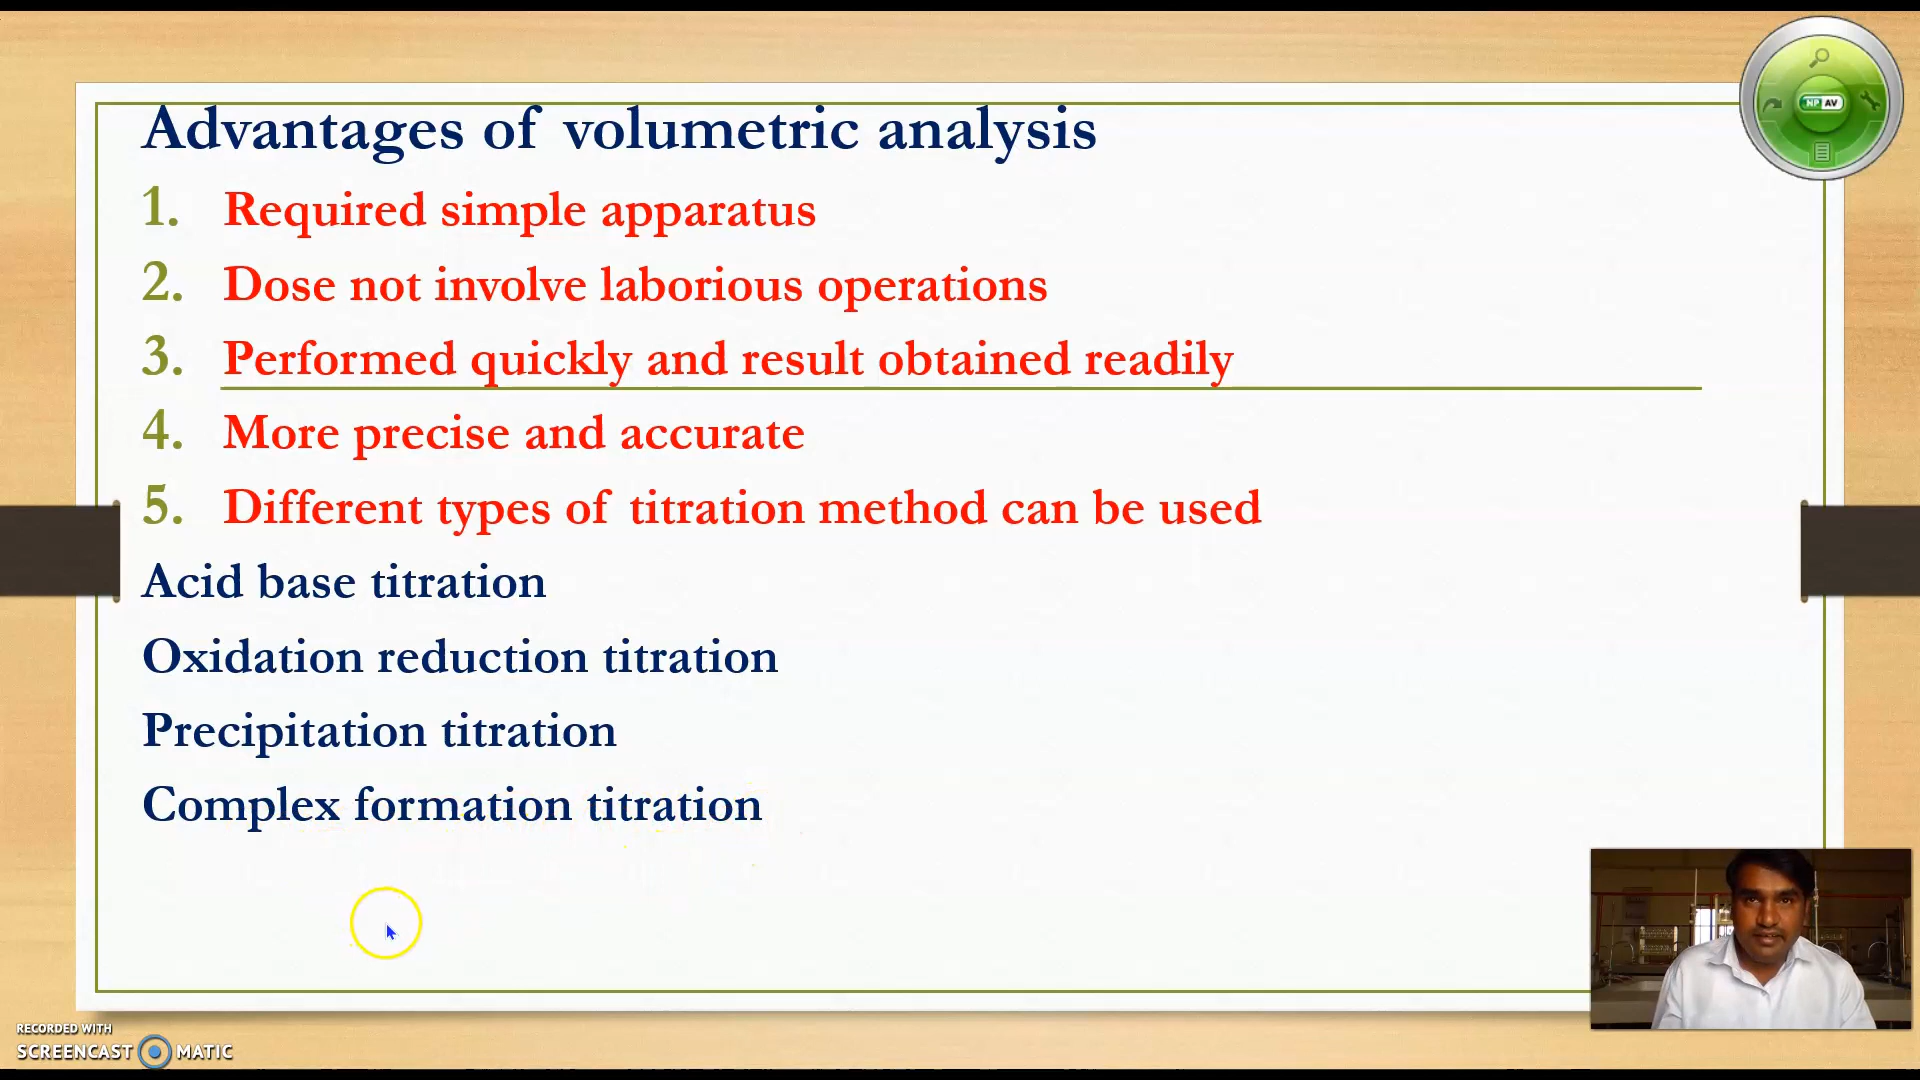 Advantages of volumetric analysis
1. Required simple apparatus
2. Dose not involve laborious operations
3. Performed quickly and result obtained readily
4. More precise and accurate
5. Different types of titration method can be used
Acid base titration
Oxidation reduction titration
Precipitation titration
Complex formation titration
NP AV
RECORDED WITH
SCREENCAST MATIC